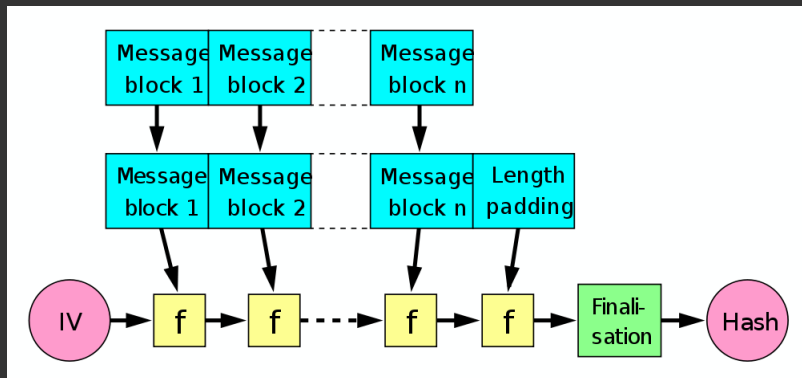 Message Message Message
block 1 block 2 block n
Message Message Message Length
block 1 block 2 block n padding
IV f f f f Finali-
sation Hash